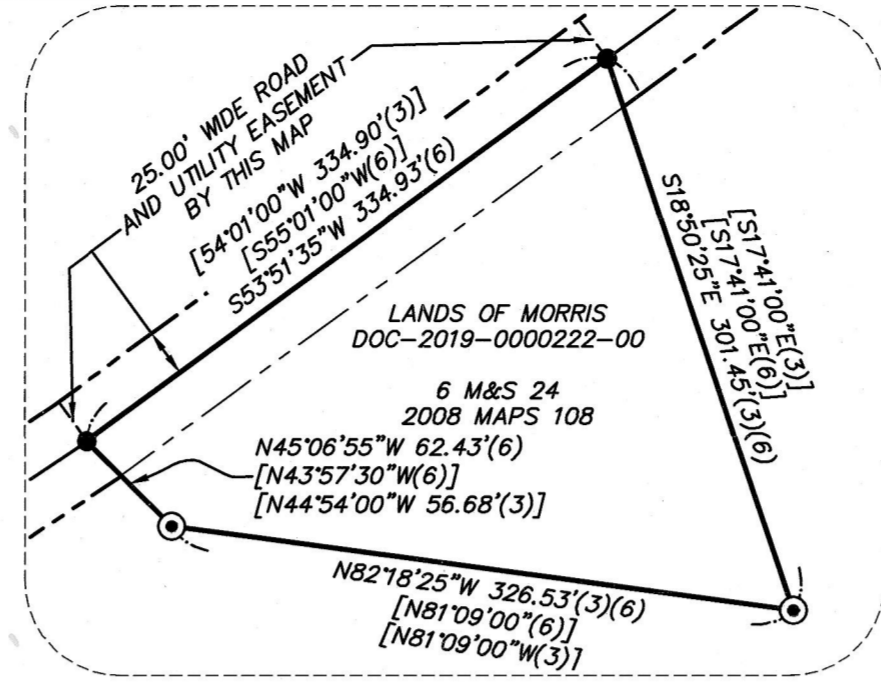 25.00' WIDE ROAD
AND UTILITY EASEMENT
BY THIS MAP
[54°01'00"W 334.90'(3)]
[S55°01'00"W(6)]
S53°51'35"W 334.93'(6)
[S17°41'00"E(3)]
[S17°41'00"E(6)]
S18°50'25"E 301.45'(3)(6)
LANDS OF MORRIS
DOC-2019-0000222-00
6 M&S 24
2008 MAPS 108
N45°06'55"W 62.43'(6)
[N43°57'30"W(6)]
[N44°54'00"W 56.68'(3)]
N82°18'25"W 326.53'(3)(6)
[N81°09'00"(6)]
[N81°09'00"W(3)]